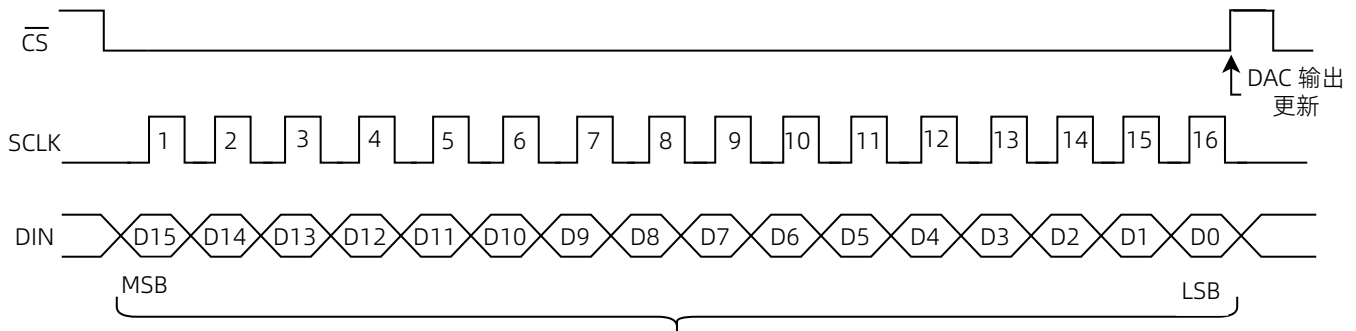 CS
DAC 输出
更新
SCLK
1 2 3 4 5 6 7 8 9 10 11 12 13 14 15 16
DIN
D15 D14 D13 D12 D11 D10 D9 D8 D7 D6 D5 D4 D3 D2 D1 D0
MSB
LSB